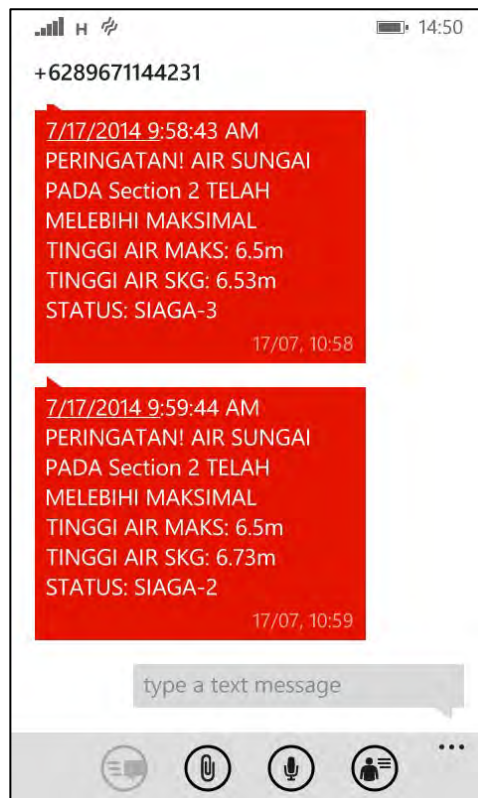 H 14:50
+6289671144231
7/17/2014 9:58:43 AM
PERINGATAN! AIR SUNGAI
PADA Section 2 TELAH
MELEBIHI MAKSIMAL
TINGGI AIR MAKS: 6.5m
TINGGI AIR SKG: 6.53m
STATUS: SIAGA-3
17/07, 10:58
7/17/2014 9:59:44 AM
PERINGATAN! AIR SUNGAI
PADA Section 2 TELAH
MELEBIHI MAKSIMAL
TINGGI AIR MAKS: 6.5m
TINGGI AIR SKG: 6.73m
STATUS: SIAGA-2
17/07, 10:59
type a text message